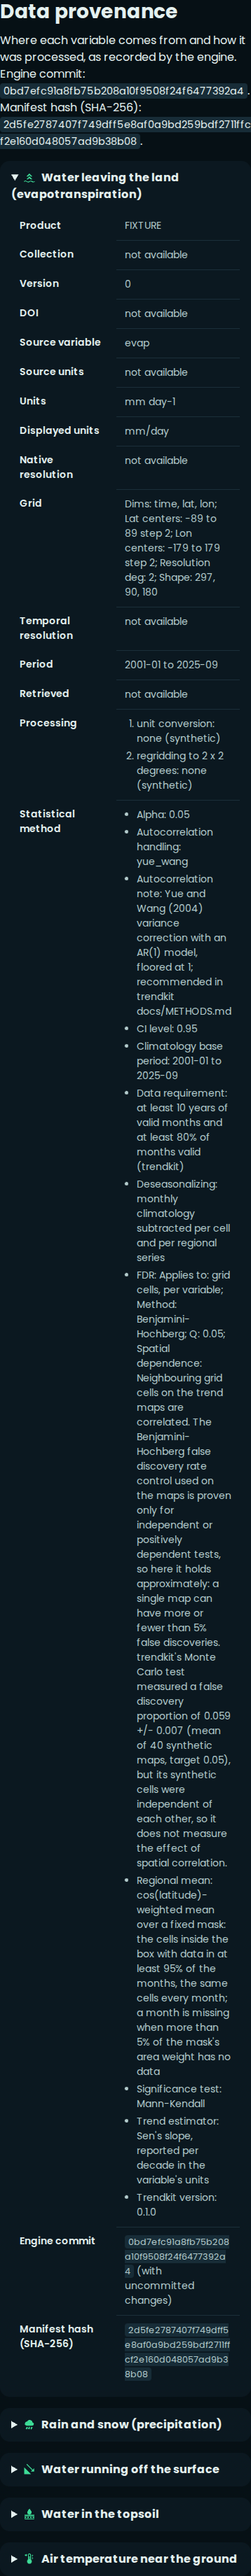 Data provenance
Where each variable comes from and how it
was processed, as recorded by the engine.
Engine commit:
0bd7efc91a8fb75b208a10f9508f24f6477392a4.
Manifest hash (SHA-256):
2d5fe2787407f749dff5e8af0a9bd259bdf2711ffc
f2e160d048057ad9b38b08.
▼ Water leaving the land
(evapotranspiration)
Product FIXTURE
Collection not available
Version 0
DOI not available
Source variable evap
Source units not available
Units mm day-1
Displayed units mm/day
Native not available
resolution
Grid Dims: time, lat, lon;
Lat centers: -89 to
89 step 2; Lon
centers: -179 to 179
step 2; Resolution
deg: 2; Shape: 297,
90, 180
Temporal not available
resolution
Period 2001-01 to 2025-09
Retrieved not available
Processing 1. unit conversion:
none (synthetic)
2. regridding to 2 x 2
degrees: none
(synthetic)
Statistical • Alpha: 0.05
method • Autocorrelation
handling:
yue_wang
• Autocorrelation
note: Yue and
Wang (2004)
variance
correction with an
AR(1) model,
floored at 1;
recommended in
trendkit
docs/METHODS.md
• CI level: 0.95
• Climatology base
period: 2001-01 to
2025-09
• Data requirement:
at least 10 years of
valid months and
at least 80% of
months valid
(trendkit)
• Deseasonalizing:
monthly
climatology
subtracted per cell
and per regional
series
• FDR: Applies to: grid
cells, per variable;
Method:
Benjamini-
Hochberg; Q: 0.05;
Spatial
dependence:
Neighbouring grid
cells on the trend
maps are
correlated. The
Benjamini-
Hochberg false
discovery rate
control used on
the maps is proven
only for
independent or
positively
dependent tests,
so here it holds
approximately: a
single map can
have more or
fewer than 5%
false discoveries.
trendkit's Monte
Carlo test
measured a false
discovery
proportion of 0.059
+/- 0.007 (mean
of 40 synthetic
maps, target 0.05),
but its synthetic
cells were
independent of
each other, so it
does not measure
the effect of
spatial correlation.
• Regional mean:
cos(latitude)-
weighted mean
over a fixed mask:
the cells inside the
box with data in at
least 95% of the
months, the same
cells every month;
a month is missing
when more than
5% of the mask's
area weight has no
data
• Significance test:
Mann-Kendall
• Trend estimator:
Sen's slope,
reported per
decade in the
variable's units
• Trendkit version:
0.1.0
Engine commit 0bd7efc91a8fb75b208
a10f9508f24f6477392a
4 (with
uncommitted
changes)
Manifest hash 2d5fe2787407f749dff5
(SHA-256) e8af0a9bd259bdf2711ff
cf2e160d048057ad9b3
8b08
▶ Rain and snow (precipitation)
▶ Water running off the surface
▶ Water in the topsoil
▶ Air temperature near the ground